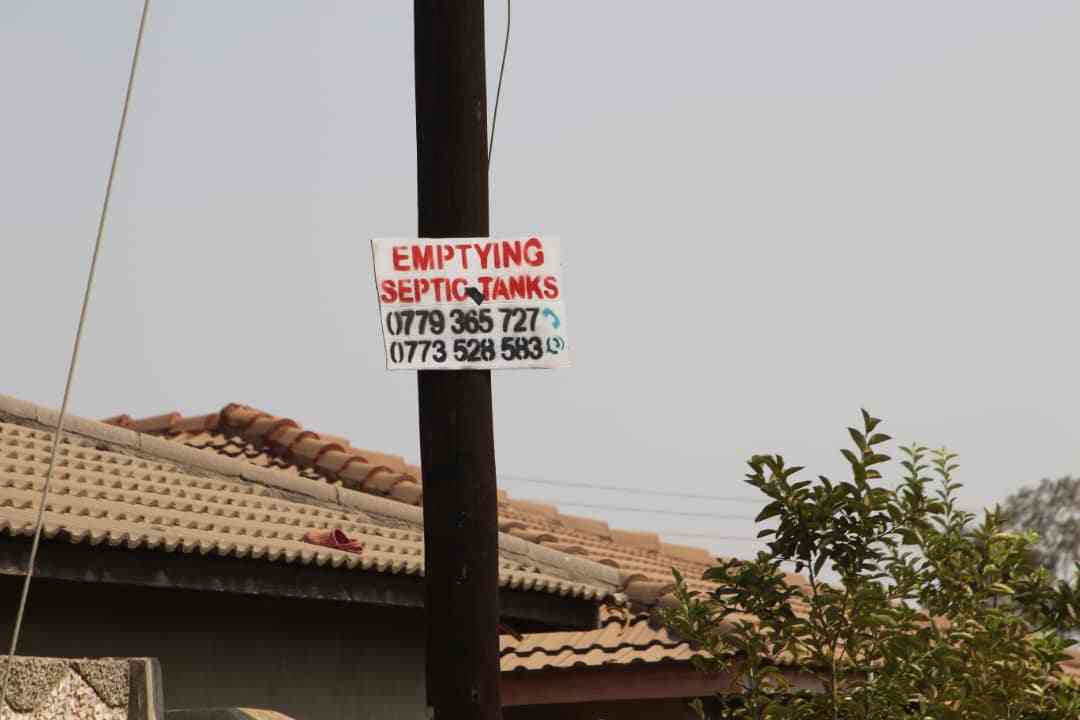 EMPTYING
SEPTIC TANKS
0779 365 727
0773 528 583